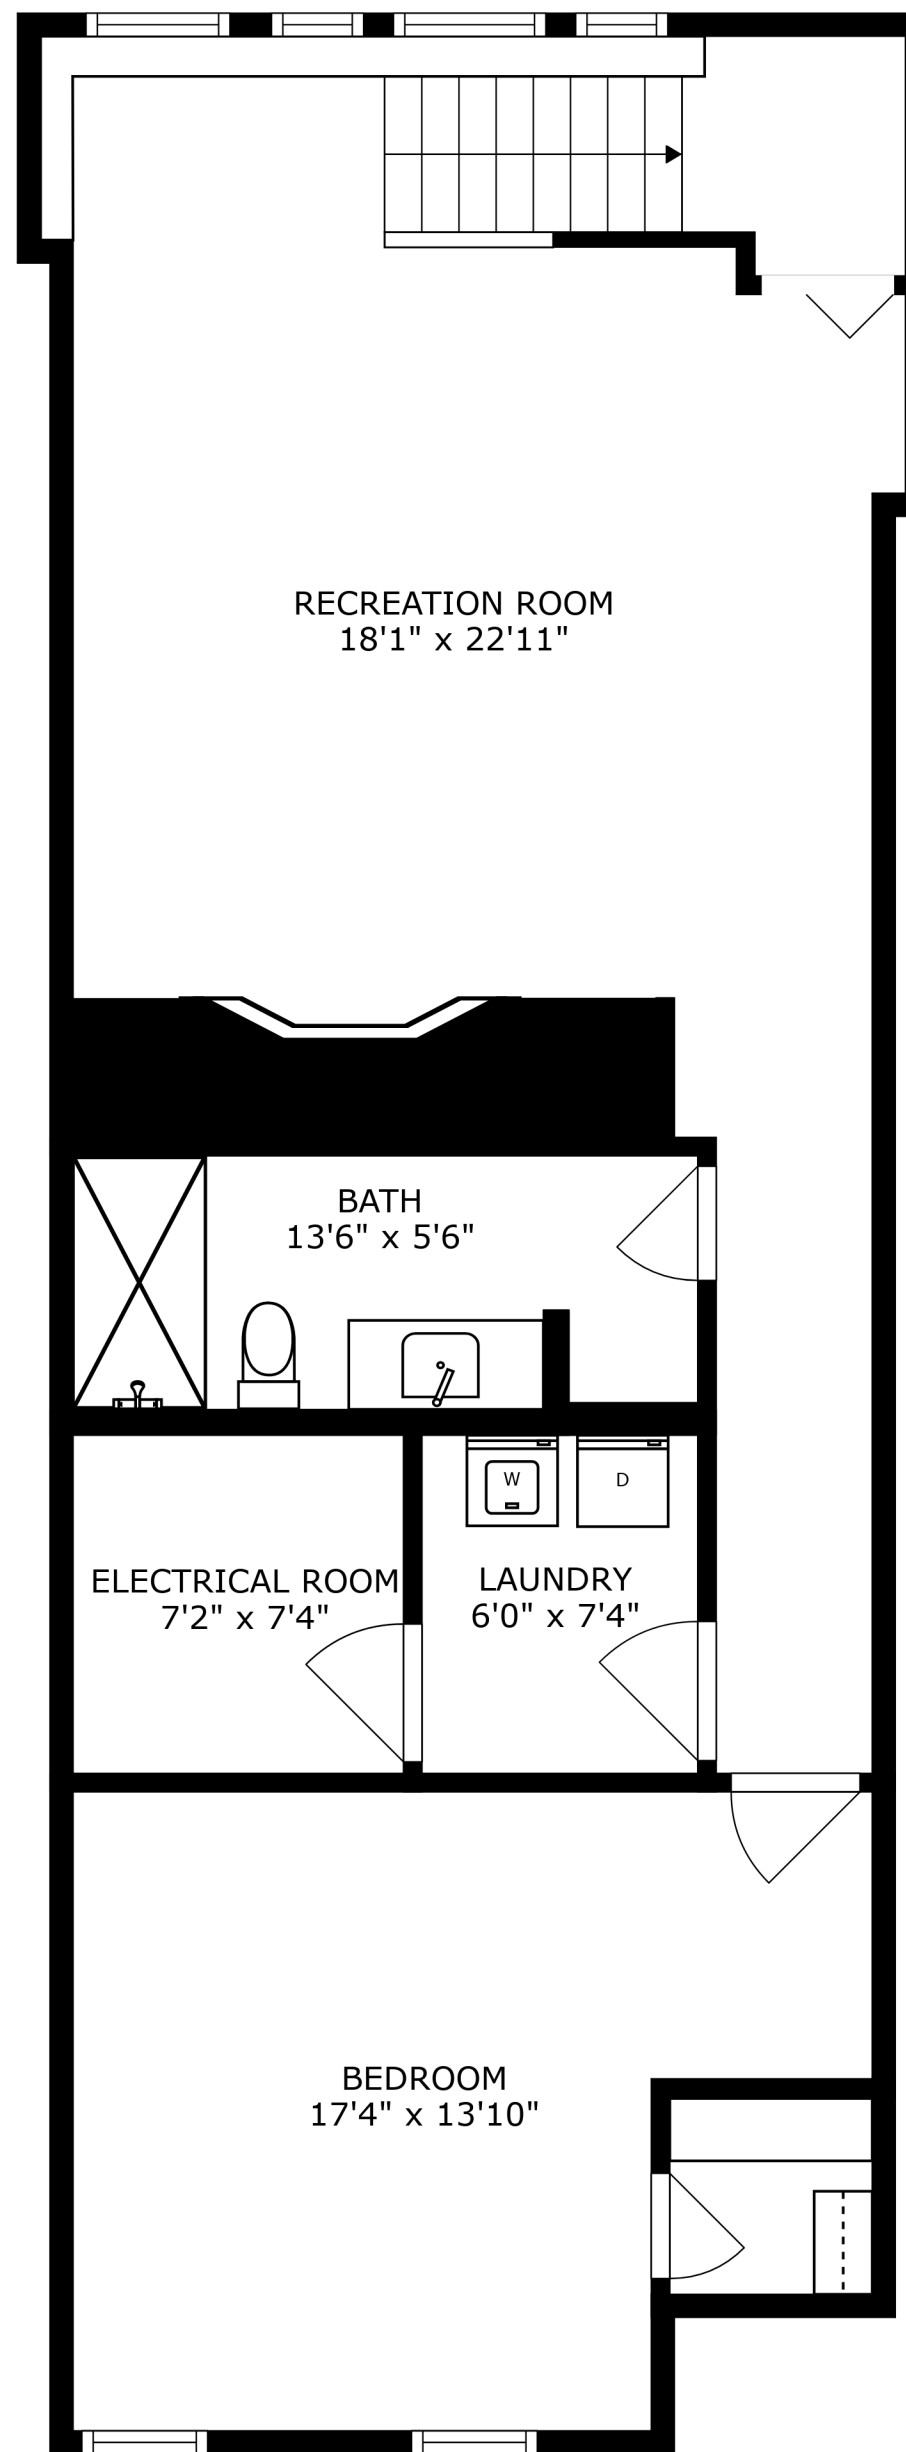 RECREATION ROOM
18'1" x 22'11"
BATH
13'6" x 5'6"
W
D
ELECTRICAL ROOM
7'2" x 7'4"
LAUNDRY
6'0" x 7'4"
BEDROOM
17'4" x 13'10"